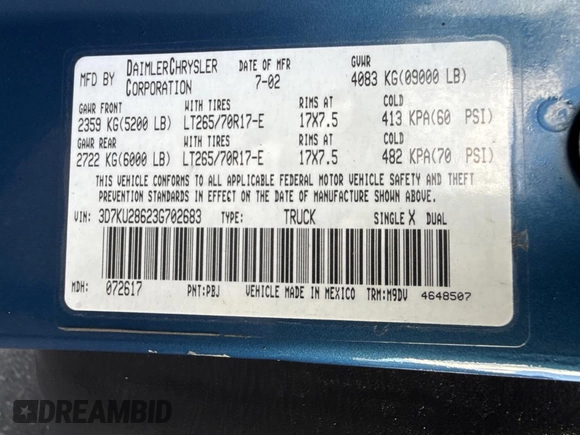 MFD BY DAIMLERCHRYSLER CORPORATION DATE OF MFR 7-02 GVWR 4083 KG(09000 LB)
GAWR FRONT WITH TIRES RIMS AT COLD
2359 KG(5200 LB) LT265/70R17-E 17X7.5 413 KPA(60 PSI)
GAWR REAR WITH TIRES RIMS AT COLD
2722 KG(6000 LB) LT265/70R17-E 17X7.5 482 KPA(70 PSI)
THIS VEHICLE CONFORMS TO ALL APPLICABLE FEDERAL MOTOR VEHICLE SAFETY AND THEFT
PREVENTION STANDARDS IN EFFECT ON THE DATE OF MANUFACTURE SHOWN ABOVE.
VIN: 3D7KU28623G702683 TYPE: TRUCK SINGLE X DUAL
MDH: 072617 PNT:PBJ VEHICLE MADE IN MEXICO TRM:M9DV 4648507
DREAMBID